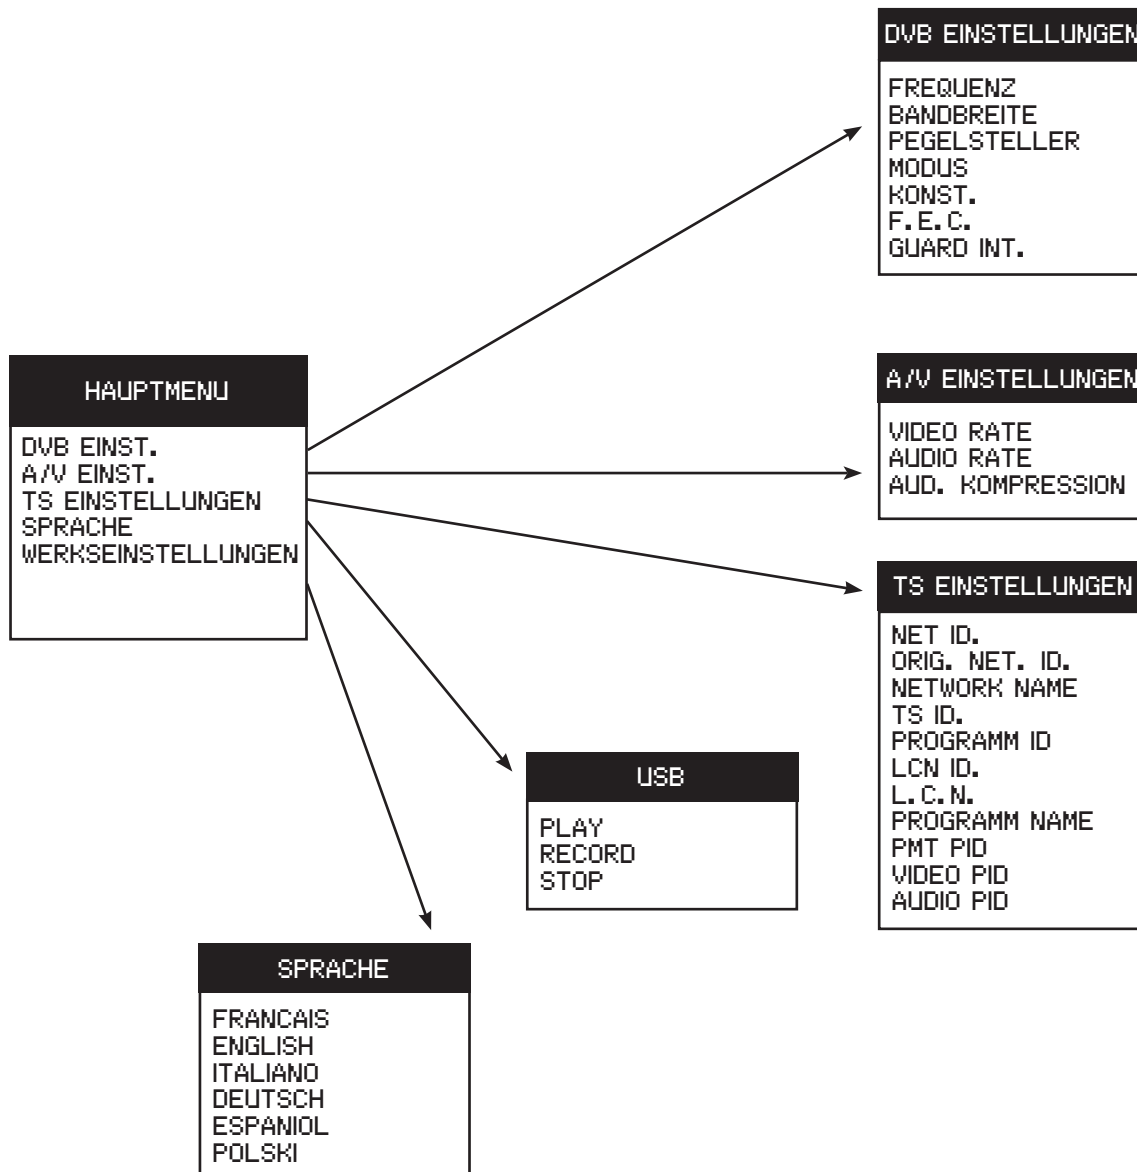 HAUPTMENU
DVB EINST.
A/V EINST.
TS EINSTELLUNGEN
SPRACHE
WERKSEINSTELLUNGEN
DVB EINSTELLUNGEN
FREQUENZ
BANDBREITE
PEGELSTELLER
MODUS
KONST.
F.E.C.
GUARD INT.
A/V EINSTELLUNGEN
VIDEO RATE
AUDIO RATE
AUD. KOMPRESSION
TS EINSTELLUNGEN
NET ID.
ORIG. NET. ID.
NETWORK NAME
TS ID.
PROGRAMM ID
LCN ID.
L.C.N.
PROGRAMM NAME
PMT PID
VIDEO PID
AUDIO PID
USB
PLAY
RECORD
STOP
SPRACHE
FRANCAIS
ENGLISH
ITALIANO
DEUTSCH
ESPANIOL
POLSKI